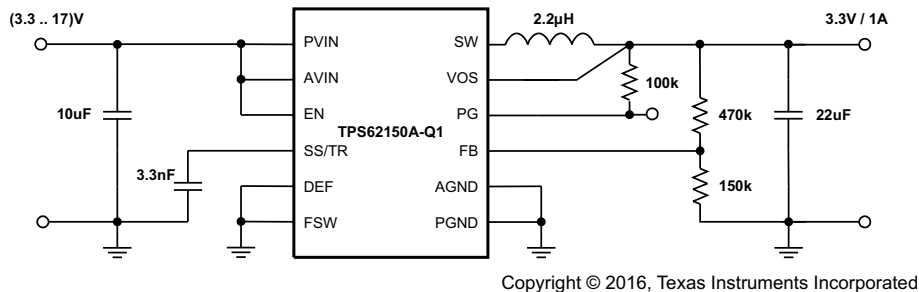 (3.3 .. 17)V
2.2µH
3.3V / 1A
PVIN
SW
AVIN
VOS
100k
10uF
EN
PG
470k
22uF
TPS62150A-Q1
SS/TR
FB
3.3nF
DEF
AGND
150k
FSW
PGND
Copyright © 2016, Texas Instruments Incorporated